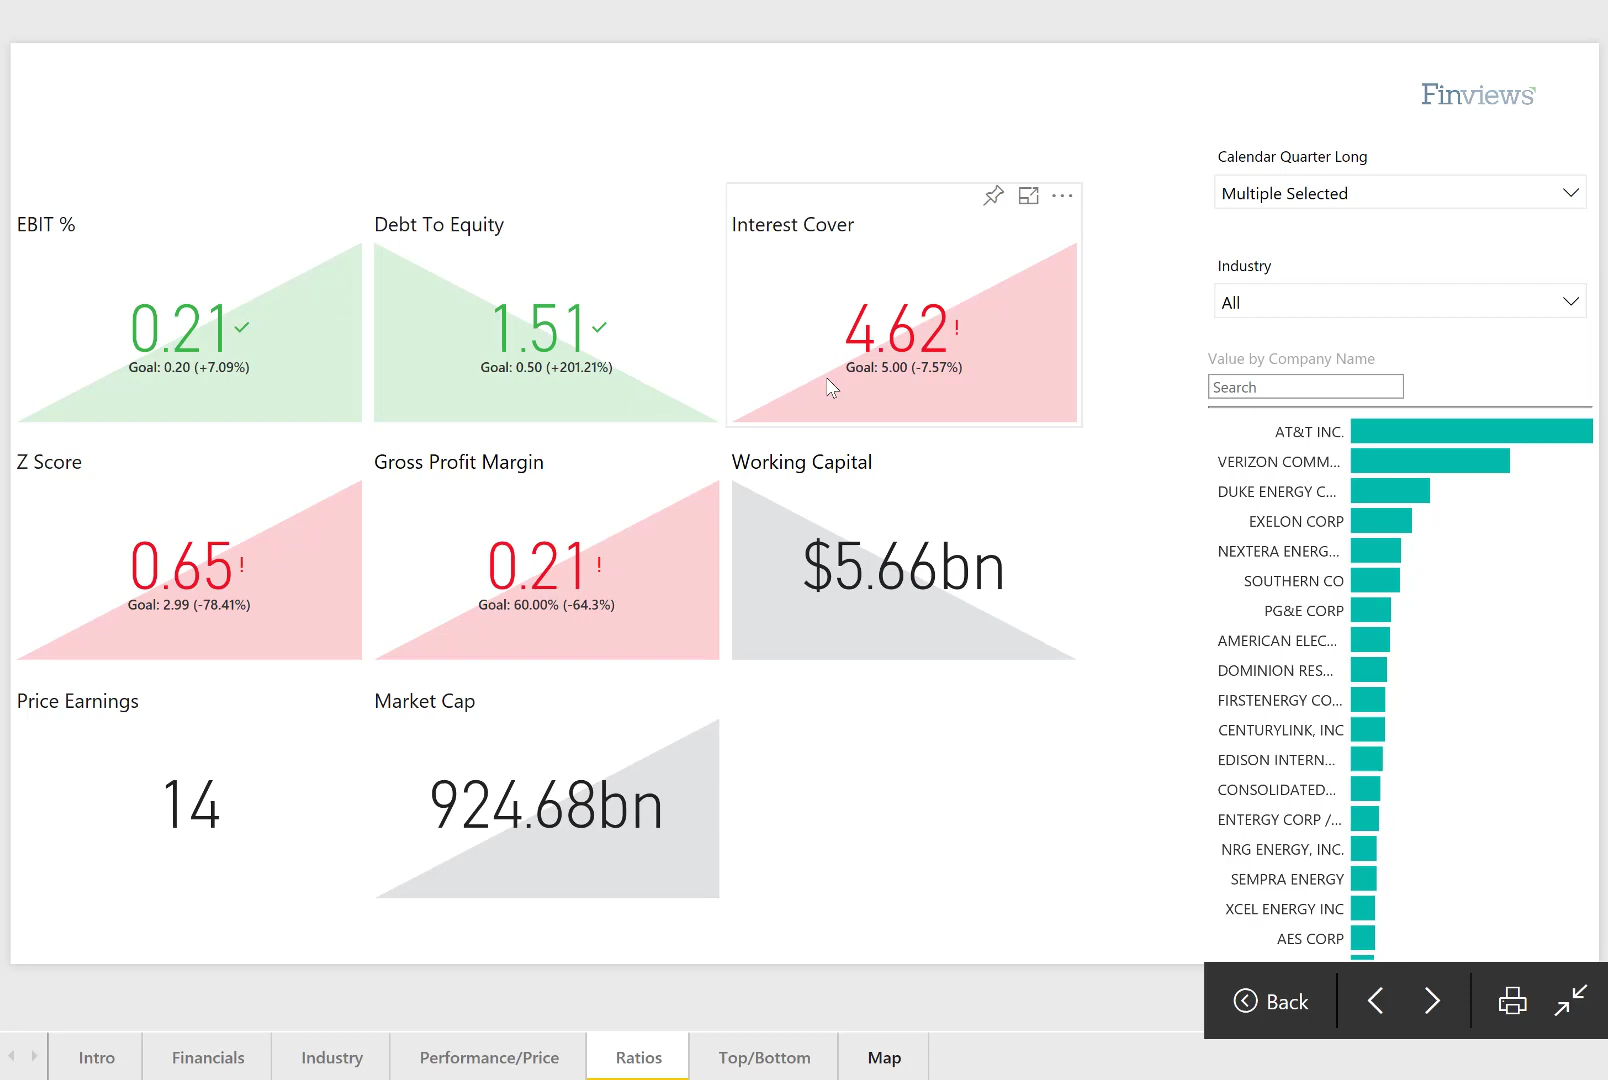 Finviews
Calendar Quarter Long
Multiple Selected
Industry
All
Value by Company Name
Search
EBIT %
0.21
Goal: 0.20 (+7.09%)
Debt To Equity
1.51
Goal: 0.50 (+201.21%)
Interest Cover
4.62!
Goal: 5.00 (-7.57%)
Z Score
0.65!
Goal: 2.99 (-78.41%)
Gross Profit Margin
0.21!
Goal: 60.00% (-64.3%)
Working Capital
$5.66bn
Price Earnings
14
Market Cap
924.68bn
AT&T INC.
VERIZON COMM...
DUKE ENERGY C...
EXELON CORP
NEXTERA ENERG...
SOUTHERN CO
PG&E CORP
AMERICAN ELEC...
DOMINION RES...
FIRSTENERGY CO...
CENTURYLINK, INC
EDISON INTERN...
CONSOLIDATED...
ENTERGY CORP /...
NRG ENERGY, INC.
SEMPRA ENERGY
XCEL ENERGY INC
AES CORP
Back
Intro
Financials
Industry
Performance/Price
Ratios
Top/Bottom
Map